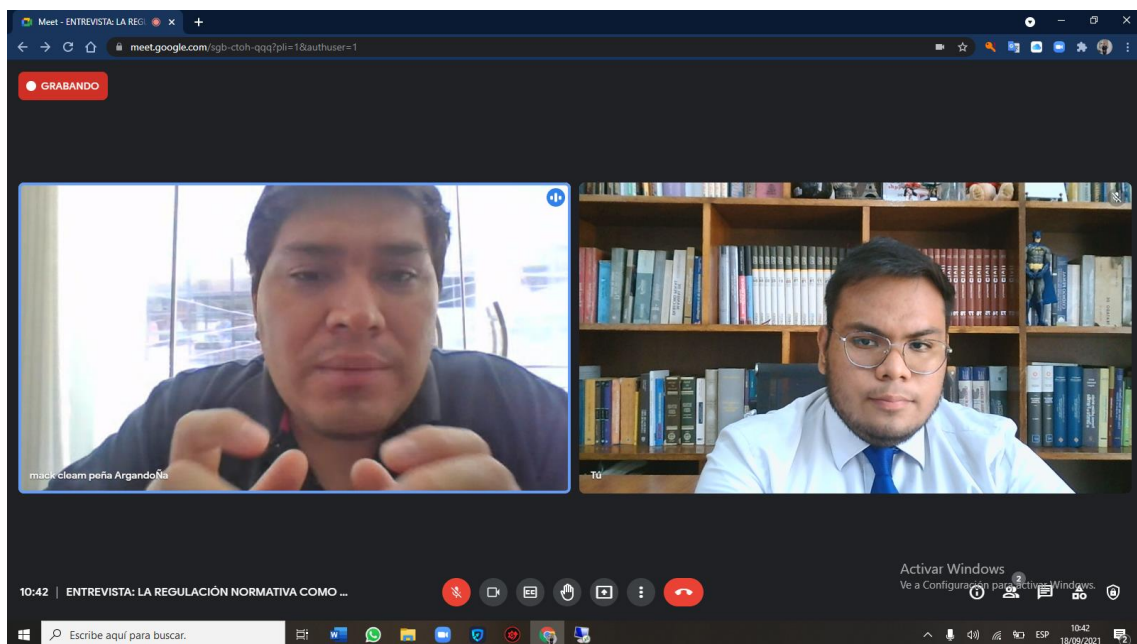 Meet - ENTREVISTA: LA REGU
meet.google.com/sgb-ctoh-qqq?pli=1&authuser=1
GRABANDO
mack cleam peña ArgandoÑa
Tú
Activar Windows
Ve a Configuración para activar Windows.
2
10:42 | ENTREVISTA: LA REGULACIÓN NORMATIVA COMO ...
Escribe aquí para buscar.
ESP
10:42
18/09/2021
2